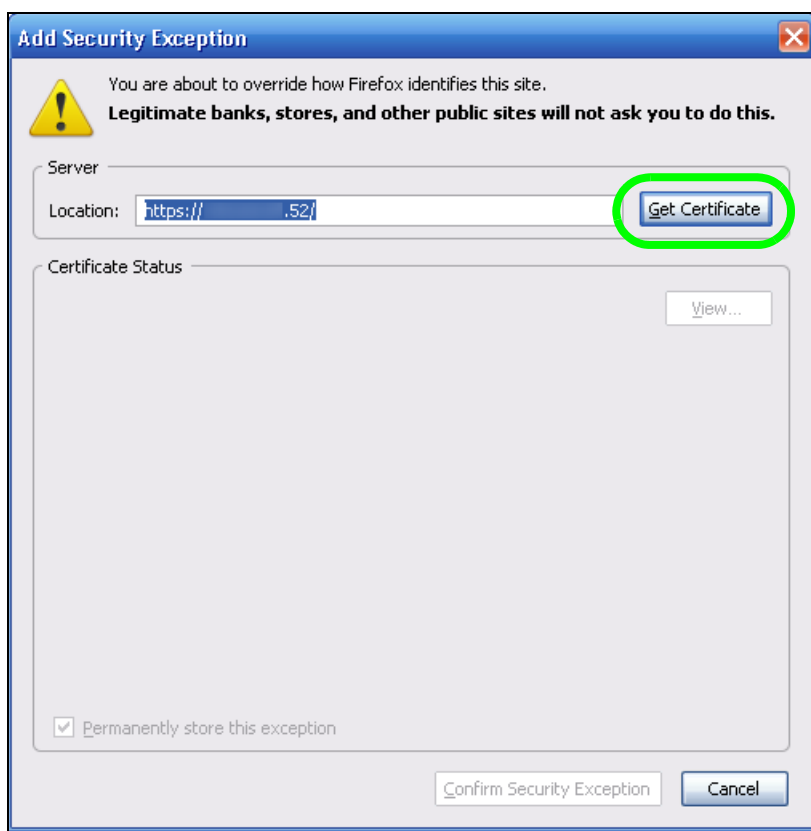 Add Security Exception
You are about to override how Firefox identifies this site.
Legitimate banks, stores, and other public sites will not ask you to do this.
Server
Location: https:// .52/ Get Certificate
Certificate Status
View...
Permanently store this exception
Confirm Security Exception Cancel